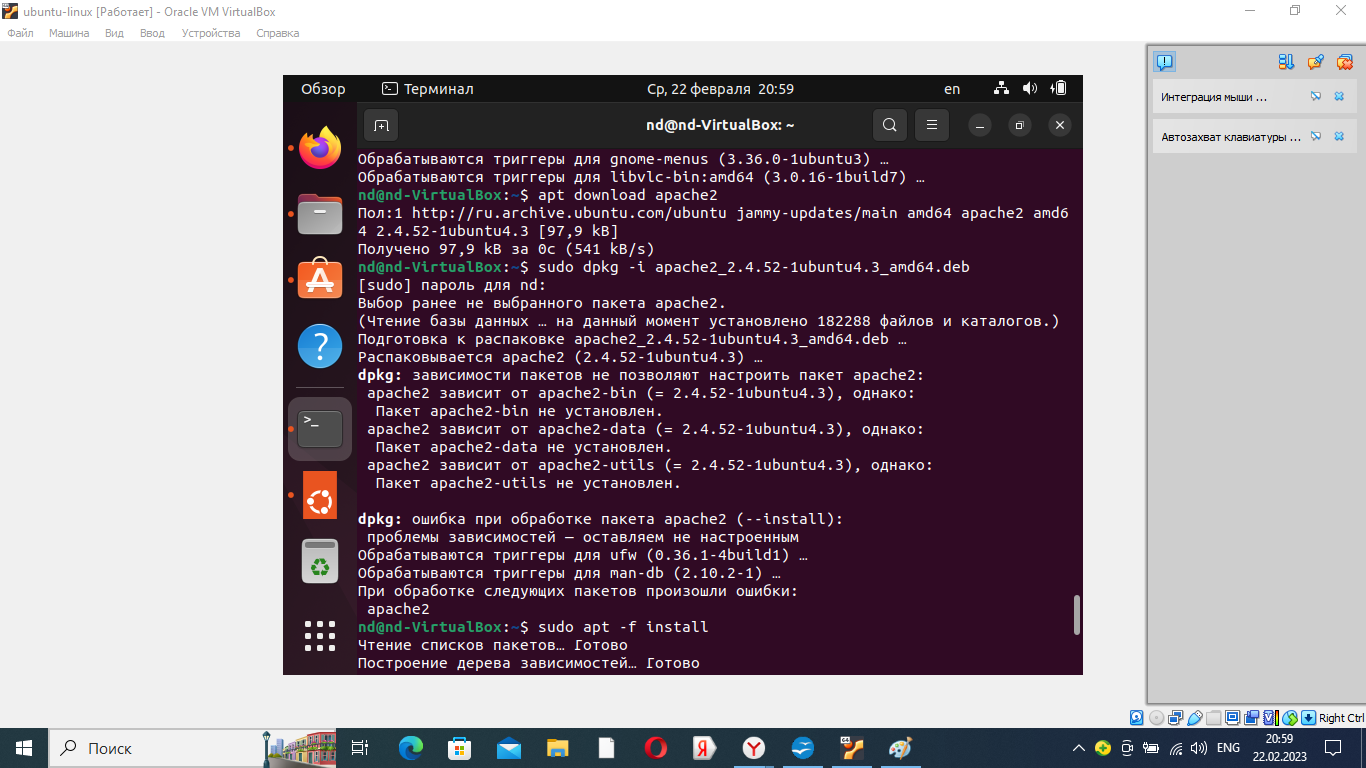 ubuntu-linux [Работает] - Oracle VM VirtualBox
Файл Машина Вид Ввод Устройства Справка
Обзор Терминал Ср, 22 февраля 20:59 en
nd@nd-VirtualBox: ~
Обрабатываются триггеры для gnome-menus (3.36.0-1ubuntu3) …
Обрабатываются триггеры для libvlc-bin:amd64 (3.0.16-1build7) …
nd@nd-VirtualBox:~$ apt download apache2
Пол:1 http://ru.archive.ubuntu.com/ubuntu jammy-updates/main amd64 apache2 amd6
4 2.4.52-1ubuntu4.3 [97,9 kB]
Получено 97,9 kB за 0с (541 kB/s)
nd@nd-VirtualBox:~$ sudo dpkg -i apache2_2.4.52-1ubuntu4.3_amd64.deb
[sudo] пароль для nd:
Выбор ранее не выбранного пакета apache2.
(Чтение базы данных … на данный момент установлено 182288 файлов и каталогов.)
Подготовка к распаковке apache2_2.4.52-1ubuntu4.3_amd64.deb …
Распаковывается apache2 (2.4.52-1ubuntu4.3) …
dpkg: зависимости пакетов не позволяют настроить пакет apache2:
 apache2 зависит от apache2-bin (= 2.4.52-1ubuntu4.3), однако:
  Пакет apache2-bin не установлен.
 apache2 зависит от apache2-data (= 2.4.52-1ubuntu4.3), однако:
  Пакет apache2-data не установлен.
 apache2 зависит от apache2-utils (= 2.4.52-1ubuntu4.3), однако:
  Пакет apache2-utils не установлен.
dpkg: ошибка при обработке пакета apache2 (--install):
 проблемы зависимостей — оставляем не настроенным
Обрабатываются триггеры для ufw (0.36.1-4build1) …
Обрабатываются триггеры для man-db (2.10.2-1) …
При обработке следующих пакетов произошли ошибки:
 apache2
nd@nd-VirtualBox:~$ sudo apt -f install
Чтение списков пакетов… Готово
Построение дерева зависимостей… Готово
Интеграция мыши ...
Автозахват клавиатуры ...
Right Ctrl
Поиск
ENG
20:59
22.02.2023